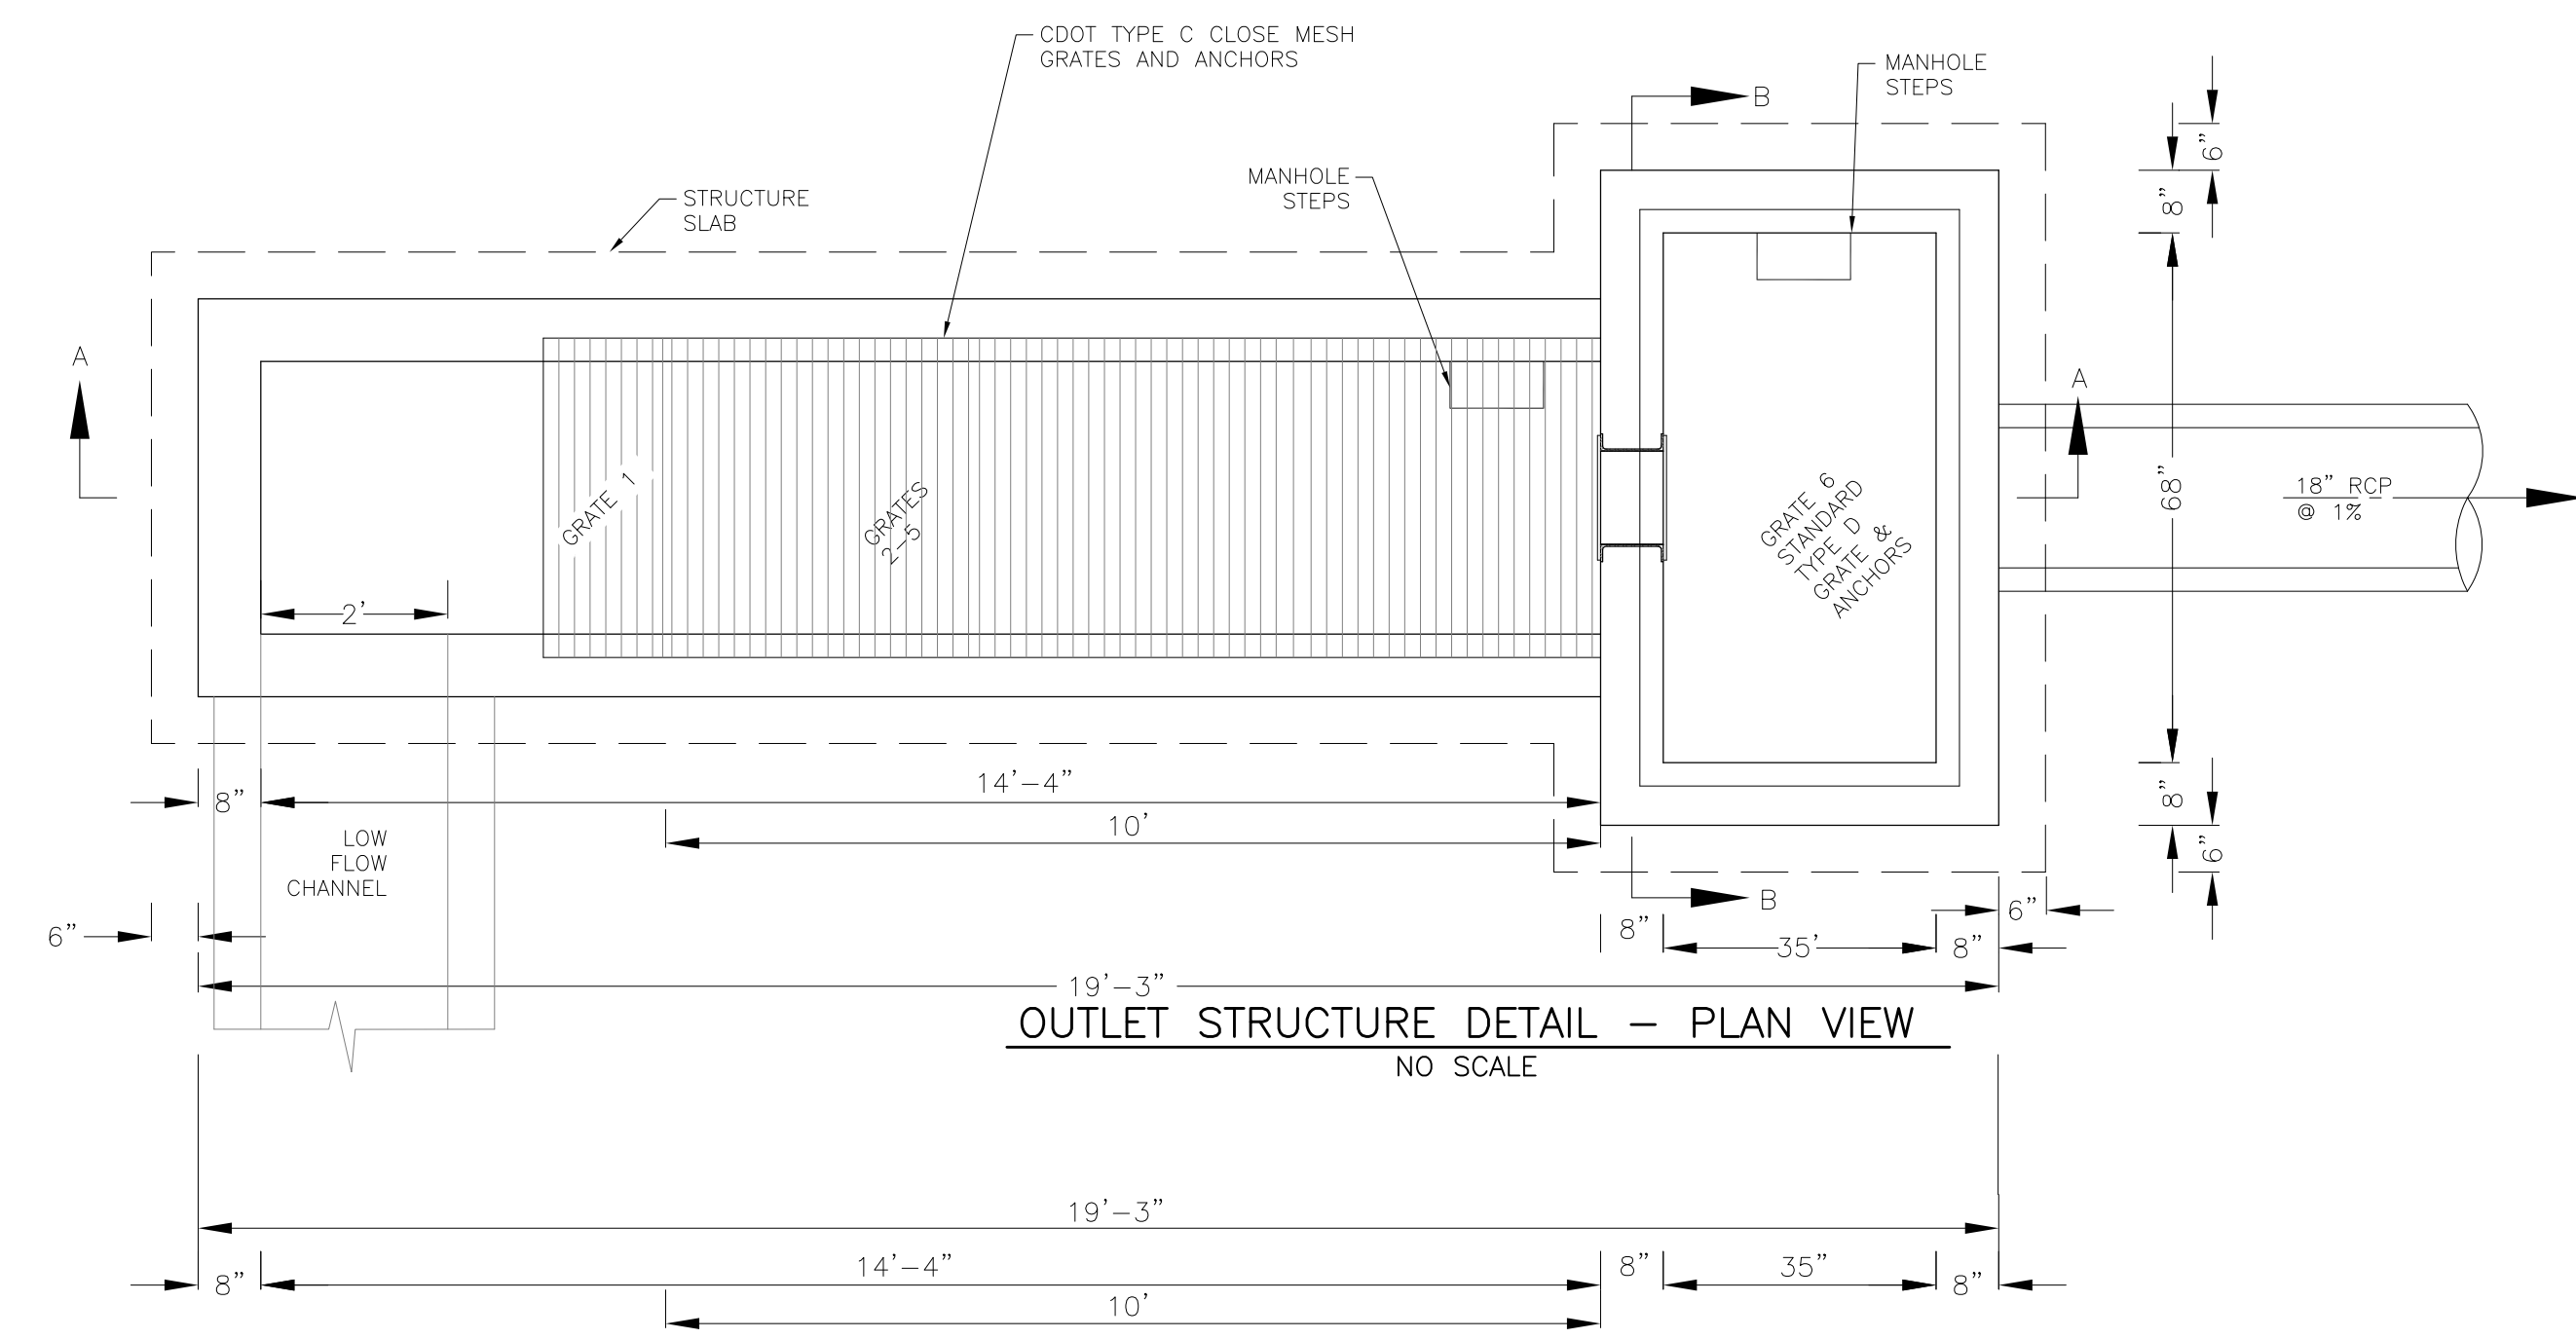 CDOT TYPE C CLOSE MESH
GRATES AND ANCHORS
MANHOLE
STEPS
B
6"
8"
MANHOLE
STEPS
STRUCTURE
SLAB
A
A
GRATE 1
GRATES
2-5
GRATE 6
STANDARD
TYPE D
GRATE &
ANCHORS
68"
18" RCP
@ 1%
2'
14'-4"
8"
10'
8"
6"
LOW
FLOW
CHANNEL
B
6"
6"
8"
35'
8"
19'-3"
OUTLET STRUCTURE DETAIL - PLAN VIEW
NO SCALE
19'-3"
8"
14'-4"
8"
35"
8"
10'